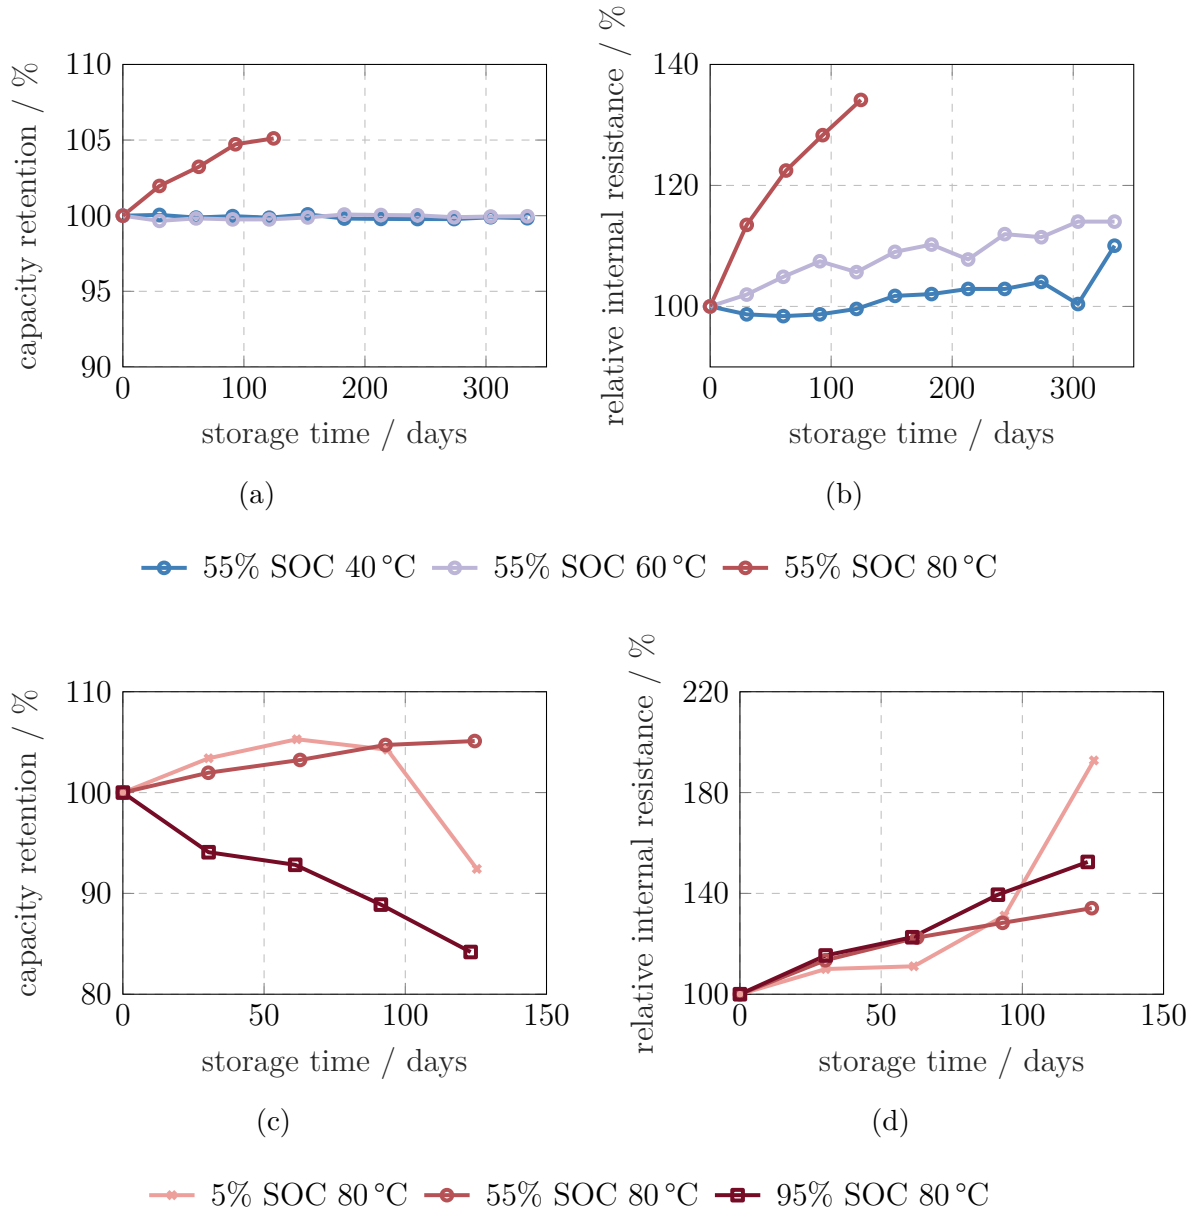 capacity retention / %
110
105
100
95
90
0
100
200
300
storage time / days
(a)
relative internal resistance / %
140
120
100
0
100
200
300
storage time / days
(b)
55% SOC 40 °C
55% SOC 60 °C
55% SOC 80 °C
capacity retention / %
110
100
90
80
0
50
100
150
storage time / days
(c)
relative internal resistance / %
220
180
140
100
0
50
100
150
storage time / days
(d)
5% SOC 80 °C
55% SOC 80 °C
95% SOC 80 °C